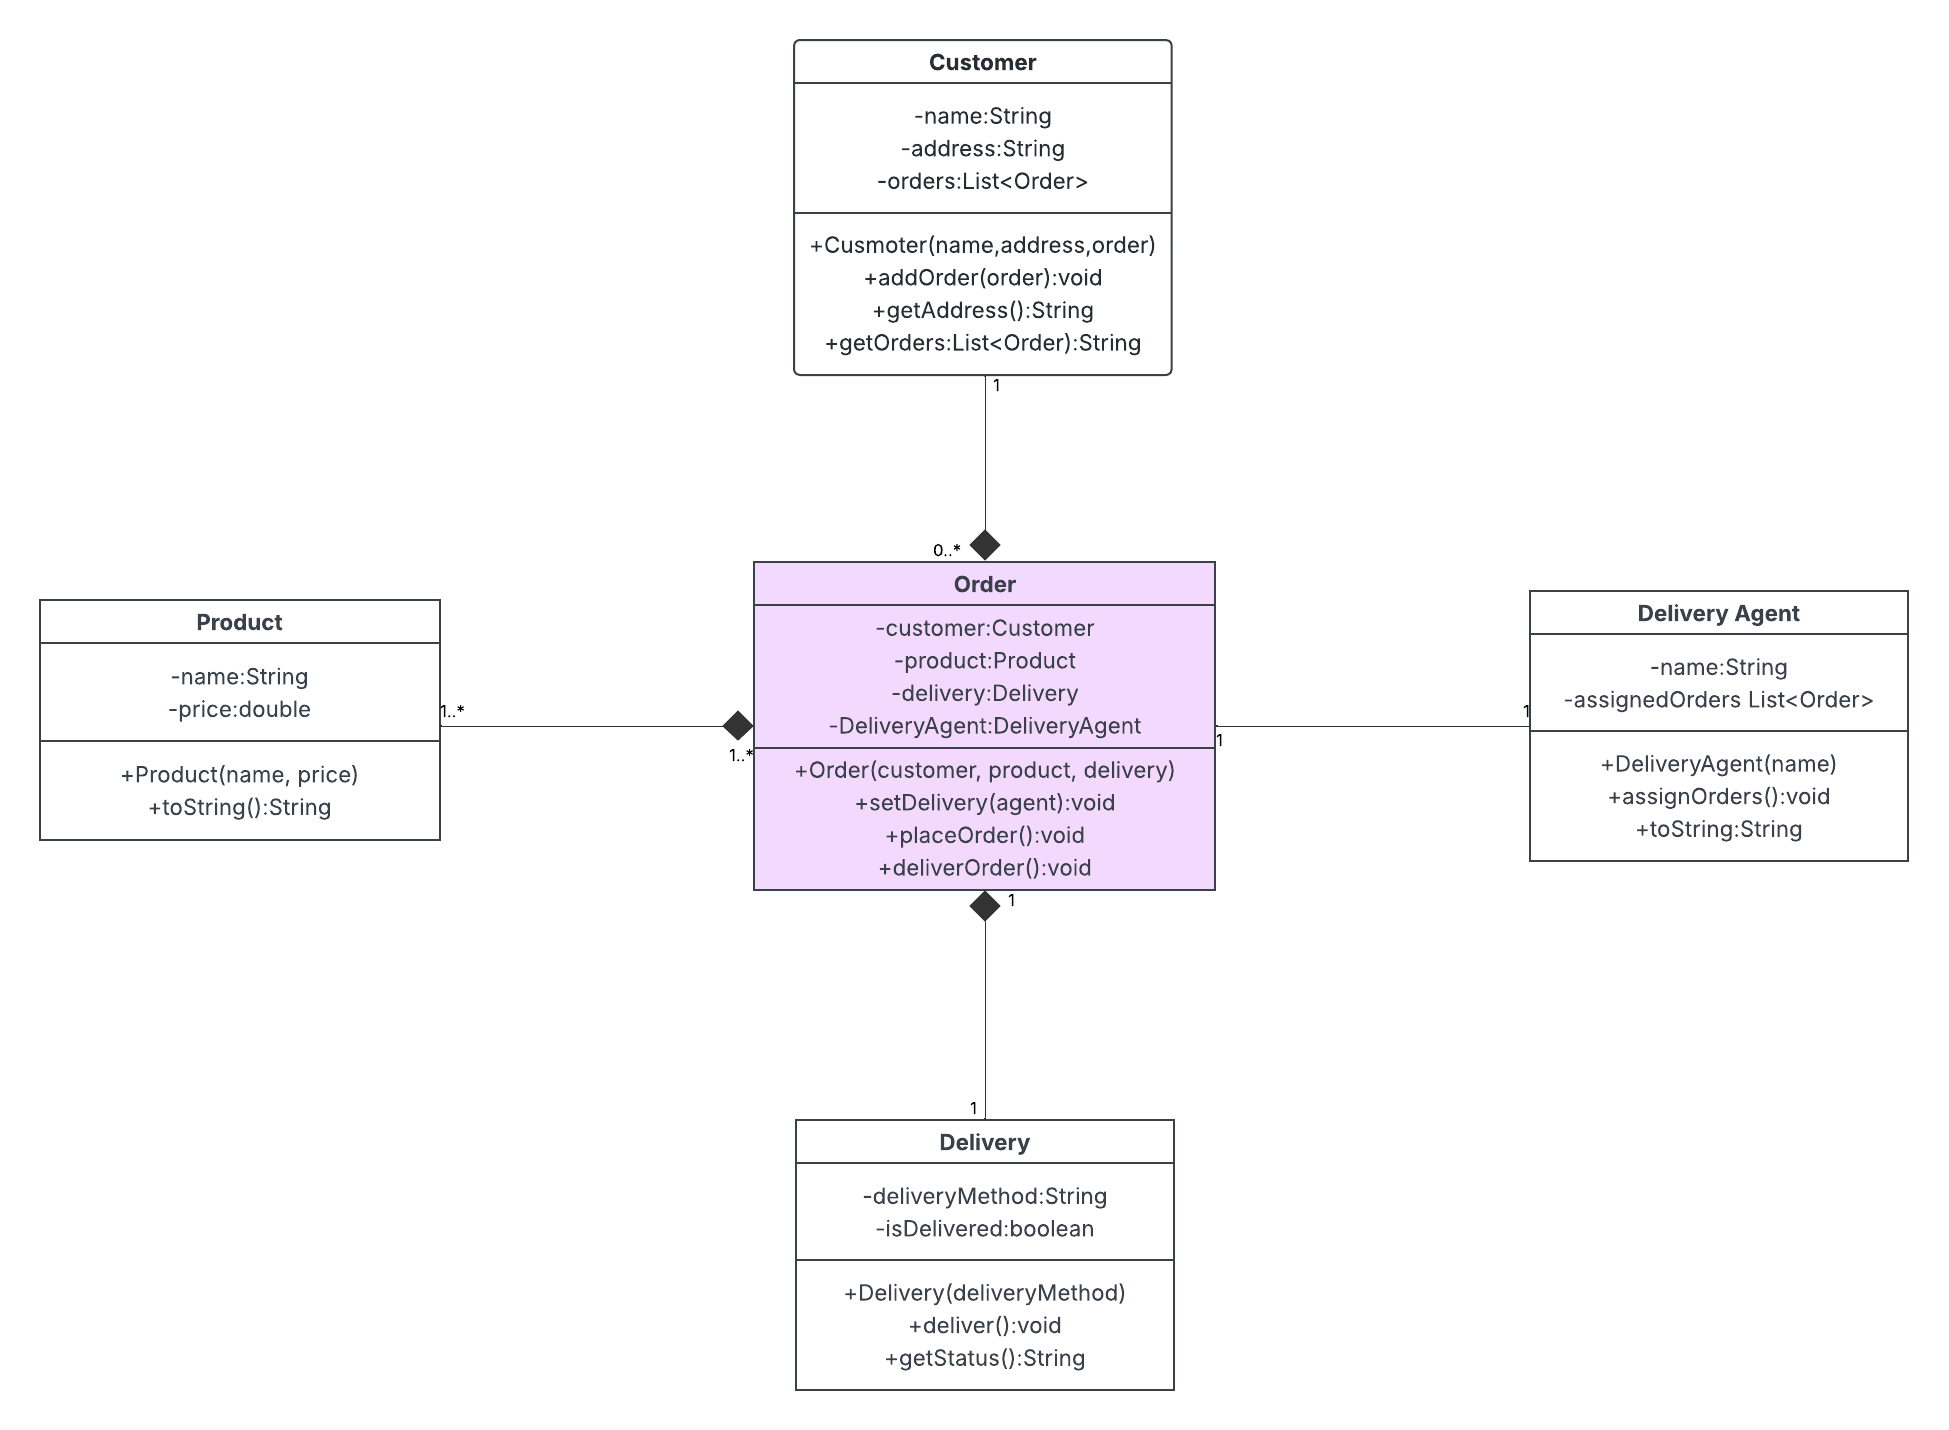 Customer
-name:String
-address:String
-orders:List<Order>
+Cusmoter(name,address,order)
+addOrder(order):void
+getAddress():String
+getOrders:List<Order):String
1
0..*
Order
-customer:Customer
-product:Product
-delivery:Delivery
-DeliveryAgent:DeliveryAgent
+Order(customer, product, delivery)
+setDelivery(agent):void
+placeOrder():void
+deliverOrder():void
Product
-name:String
-price:double
+Product(name, price)
+toString():String
1..*
1..*
Delivery Agent
-name:String
-assignedOrders List<Order>
+DeliveryAgent(name)
+assignOrders():void
+toString:String
1
1
1
1
Delivery
-deliveryMethod:String
-isDelivered:boolean
+Delivery(deliveryMethod)
+deliver():void
+getStatus():String